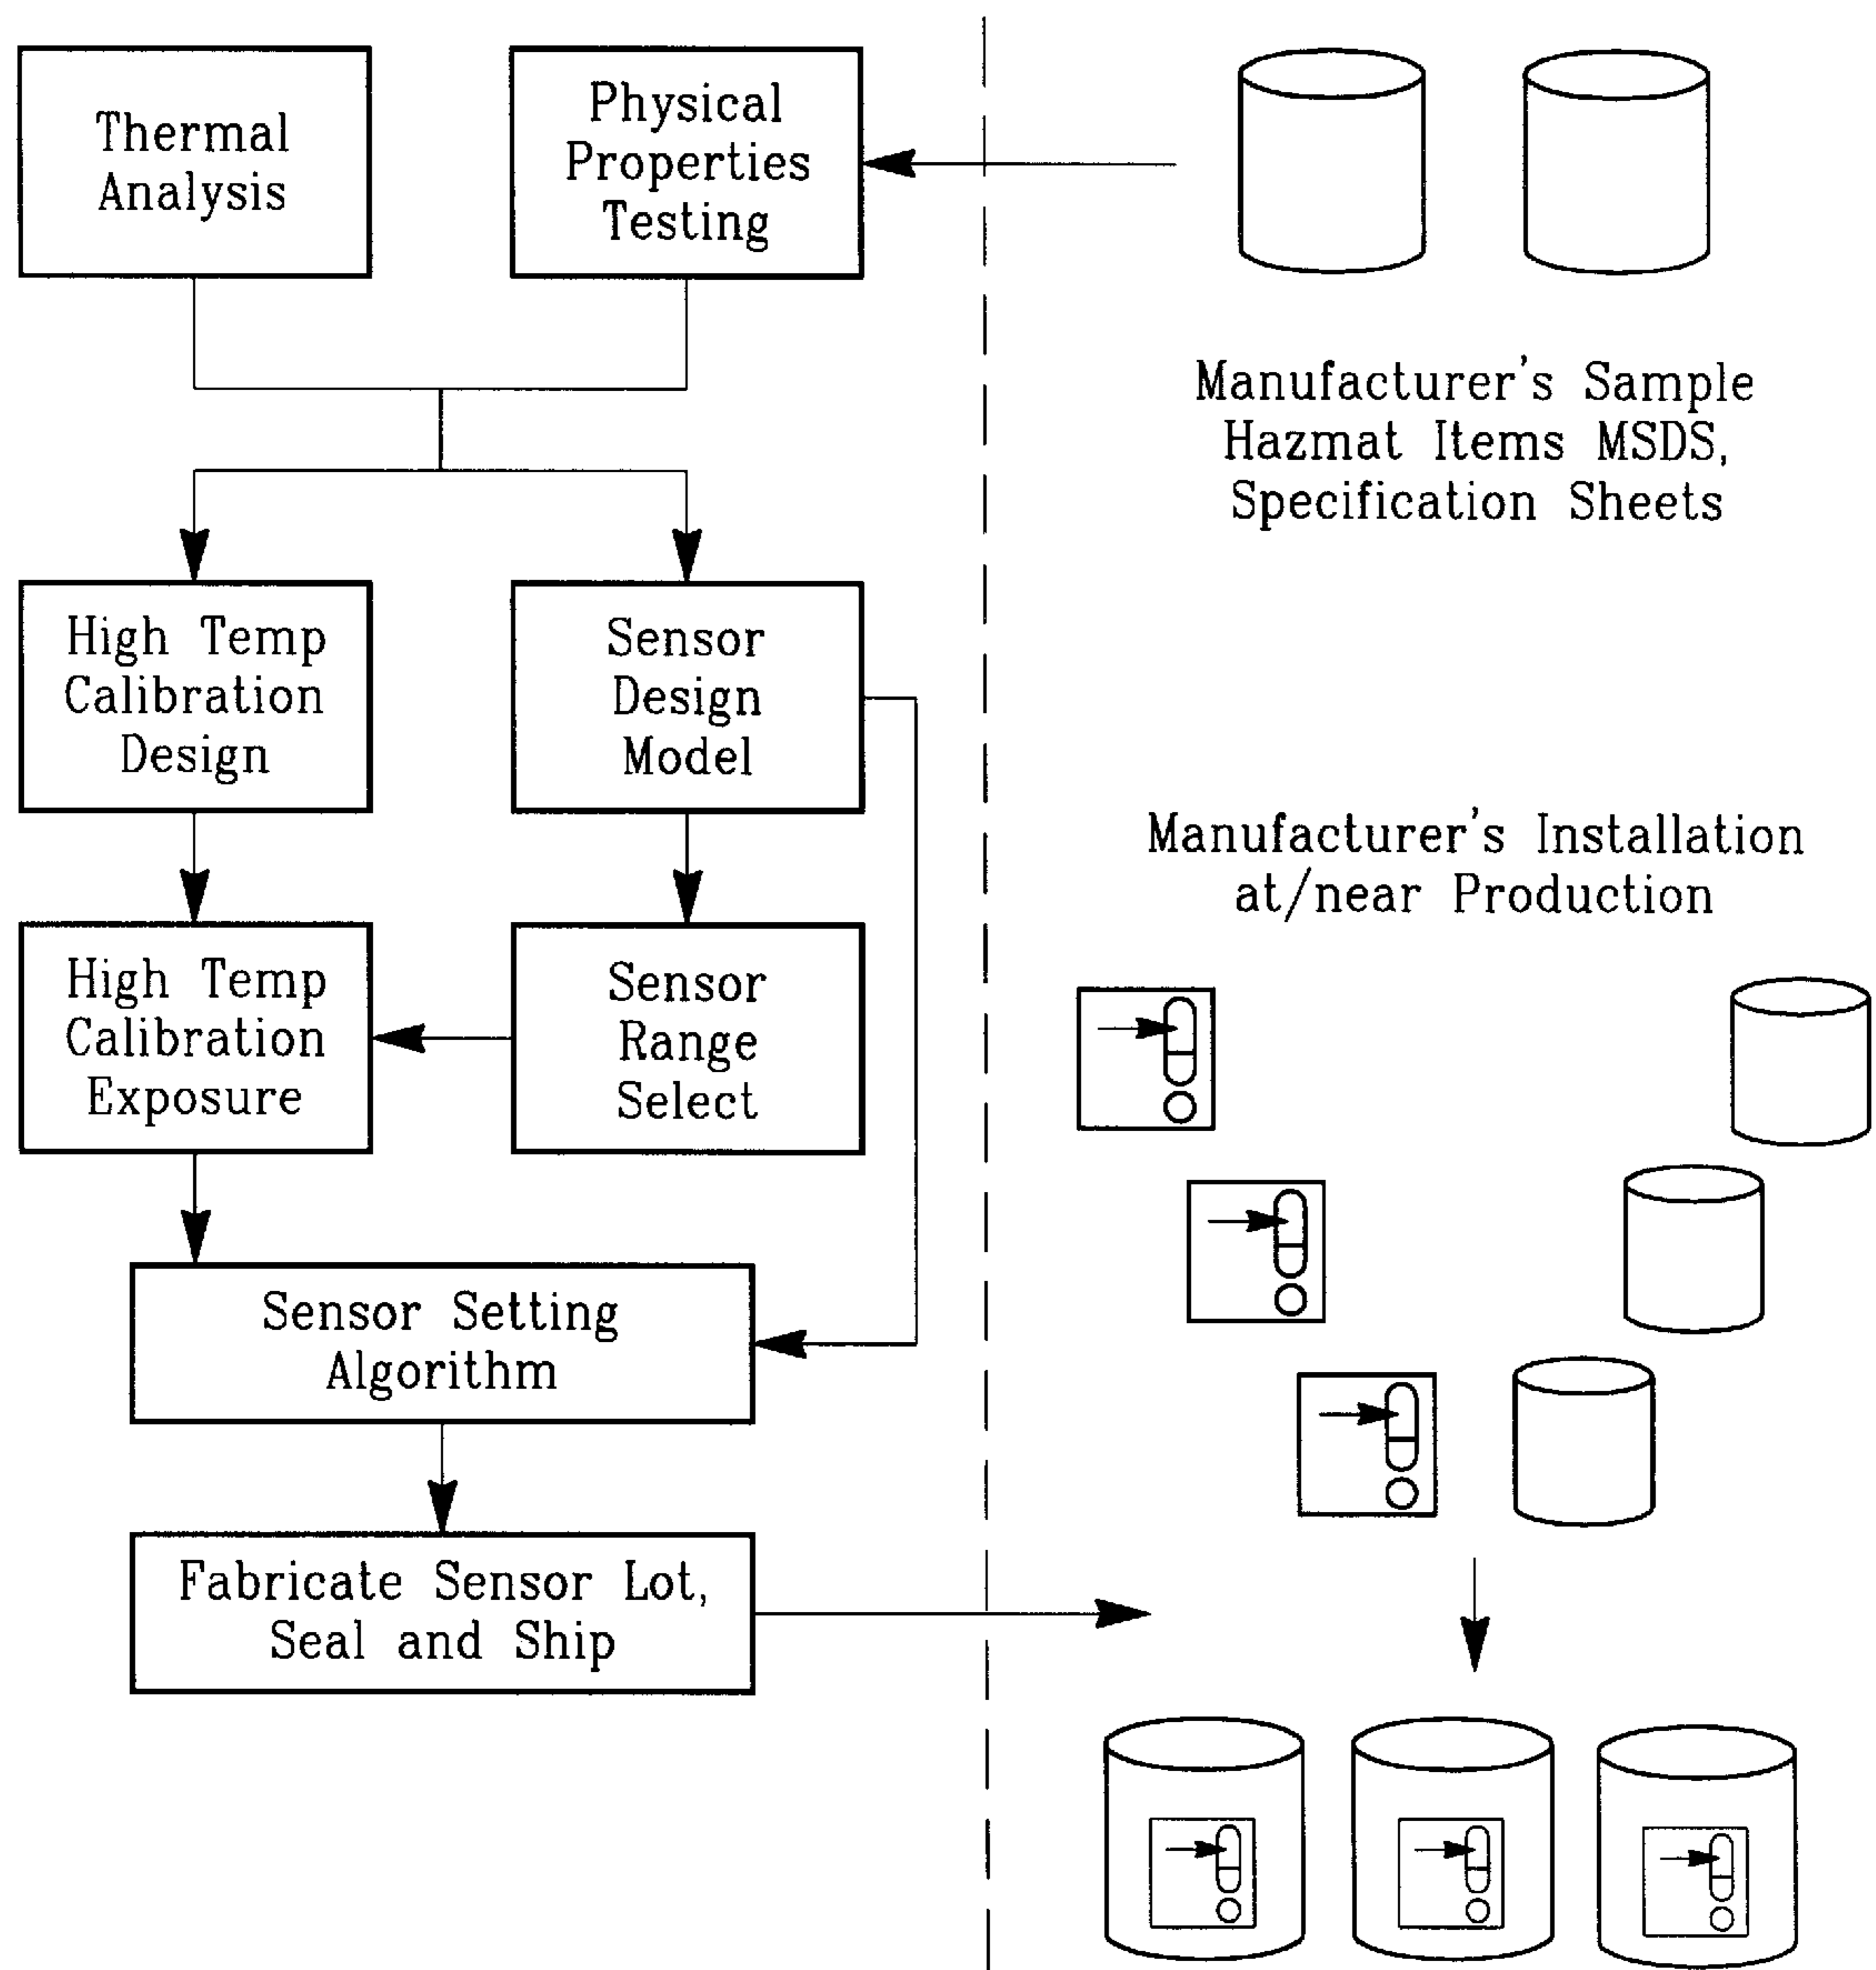 Thermal
Analysis
Physical
Properties
Testing
Manufacturer's Sample
Hazmat Items MSDS,
Specification Sheets
High Temp
Calibration
Design
Sensor
Design
Model
High Temp
Calibration
Exposure
Sensor
Range
Select
Sensor Setting
Algorithm
Fabricate Sensor Lot,
Seal and Ship
Manufacturer's Installation
at/near Production